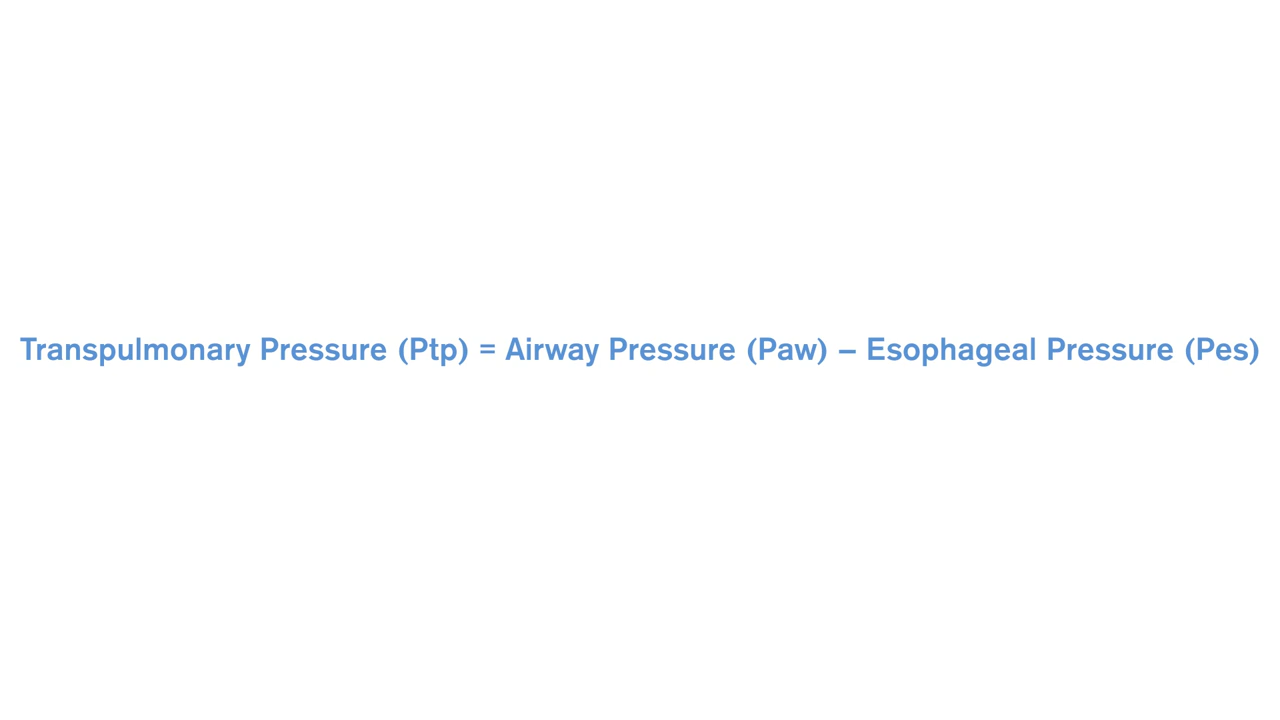 Transpulmonary Pressure (Ptp) = Airway Pressure (Paw) – Esophageal Pressure (Pes)